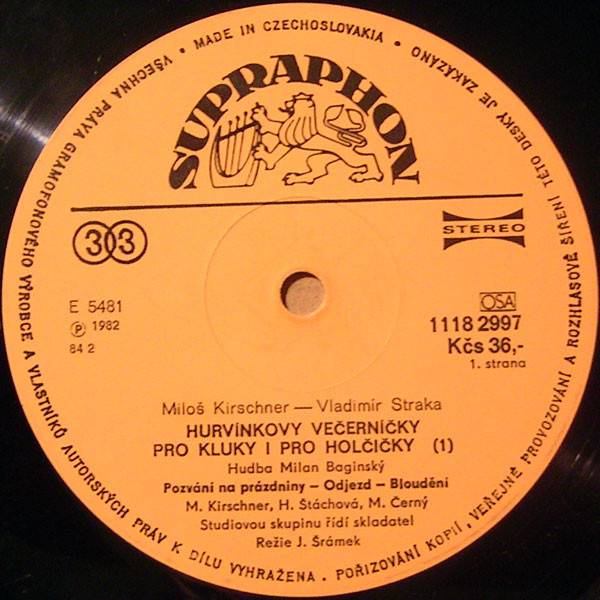 VŠECHNA PRÁVA GRAMOFONOVÉHO VÝROBCE A VLASTNÍKŮ AUTORSKÝCH PRÁV K DÍLU VYHRAŽENA. POŘIZOVÁNÍ KOPIÍ, VEŘEJNÉ PROVOZOVÁNÍ A ROZHLASOVÉ ŠÍŘENÍ TÉTO DESKY JE ZAKÁZÁNO • MADE IN CZECHOSLOVAKIA •
SUPRAPHON
33
STEREO
E 5481
℗ 1982
84 2
OSA
1118 2997
Kčs 36,-
1. strana
Miloš Kirschner — Vladimír Straka
HURVÍNKOVY VEČERNÍČKY
PRO KLUKY I PRO HOLČIČKY (1)
Hudba Milan Baginský
Pozvání na prázdniny – Odjezd – Bloudění
M. Kirschner, H. Štáchová, M. Černý
Studiovou skupinu řídí skladatel
Režie J. Šrámek